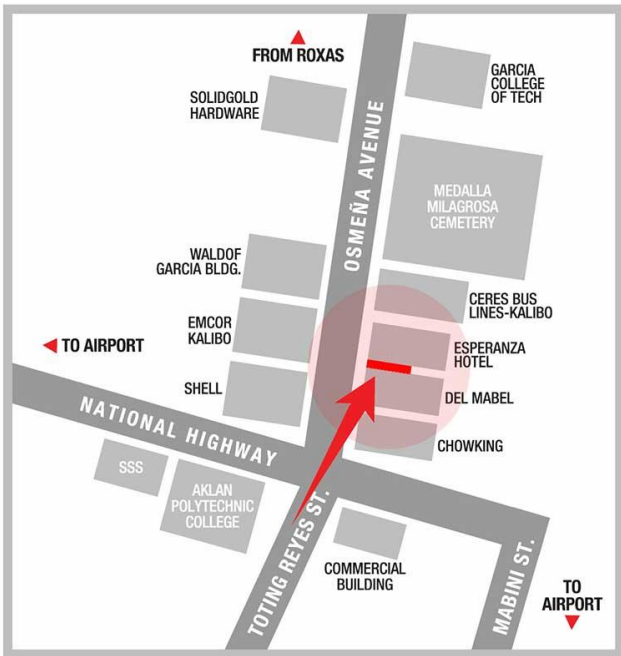 FROM ROXAS
GARCIA
COLLEGE
OF TECH
SOLIDGOLD
HARDWARE
OSMEÑA AVENUE
MEDALLA
MILAGROSA
CEMETERY
WALDOF
GARCIA BLDG.
CERES BUS
LINES-KALIBO
EMCOR
KALIBO
TO AIRPORT
ESPERANZA
HOTEL
SHELL
DEL MABEL
NATIONAL HIGHWAY
CHOWKING
SSS
AKLAN
POLYTECHNIC
COLLEGE
TOTING REYES ST.
COMMERCIAL
BUILDING
MABINI ST.
TO
AIRPORT